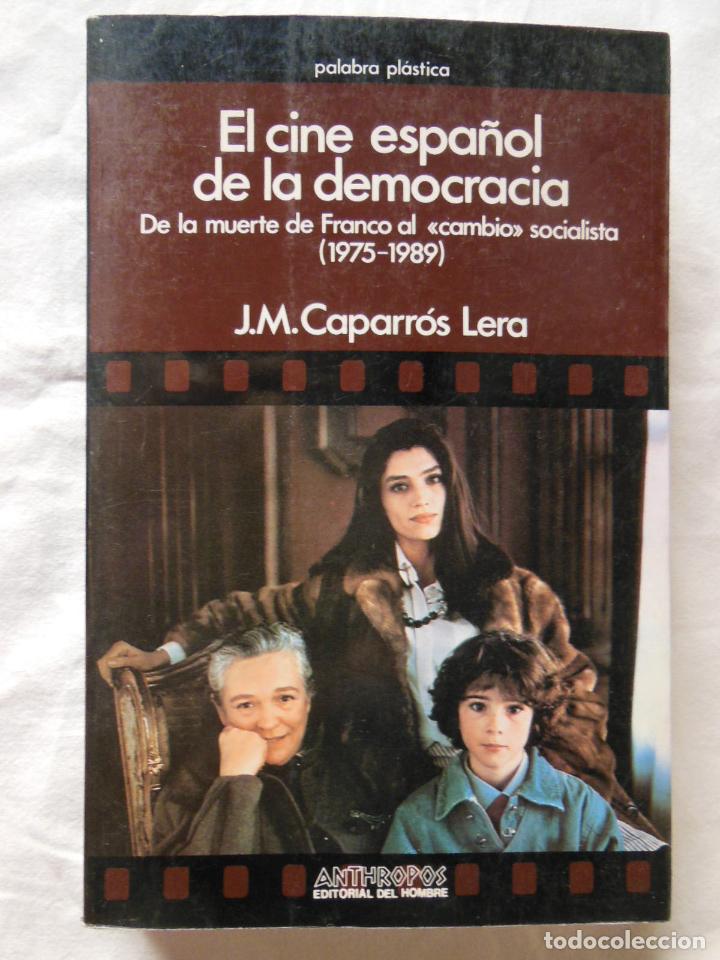 palabra plástica
El cine español
de la democracia
De la muerte de Franco al «cambio» socialista
(1975-1989)
J.M. Caparrós Lera
ANTHROPOS
EDITORIAL DEL HOMBRE
todocoleccion